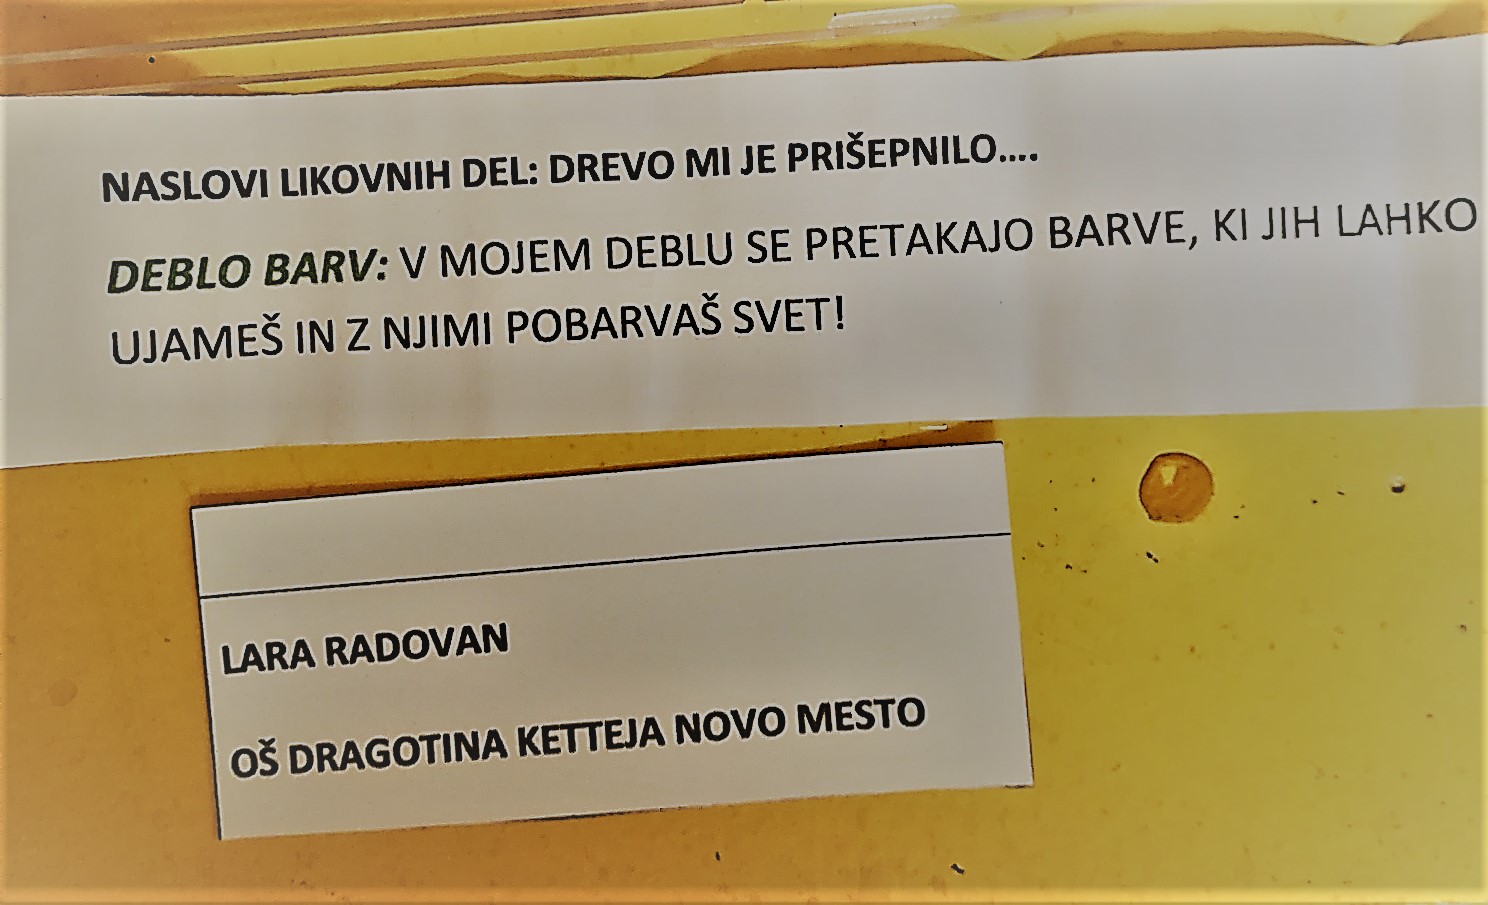 NASLOVI LIKOVNIH DEL: DREVO MI JE PRIŠEPNILO....
DEBLO BARV: V MOJEM DEBLU SE PRETAKAJO BARVE, KI JIH LAHKO
UJAMEŠ IN Z NJIMI POBARVAŠ SVET!
LARA RADOVAN
OŠ DRAGOTINA KETTEJA NOVO MESTO